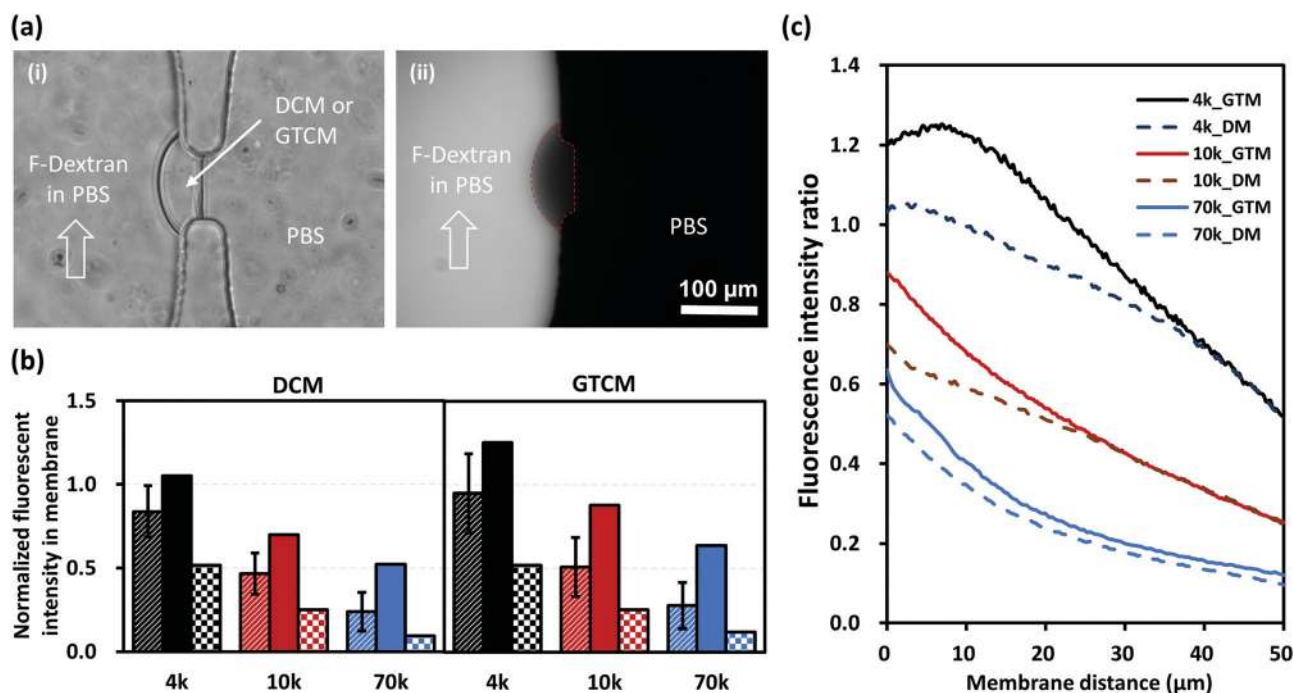 (a)
(i)
DCM or
GTCM
F-Dextran
in PBS
PBS
(ii)
F-Dextran
in PBS
PBS
100 µm
(b)
DCM
GTCM
Normalized fluorescent
intensity in membrane
1.5
1.0
0.5
0.0
4k
10k
70k
4k
10k
70k
(c)
Fluorescence intensity ratio
1.4
1.2
1.0
0.8
0.6
0.4
0.2
0.0
4k_GTM
4k_DM
10k_GTM
10k_DM
70k_GTM
70k_DM
0
10
20
30
40
50
Membrane distance (µm)